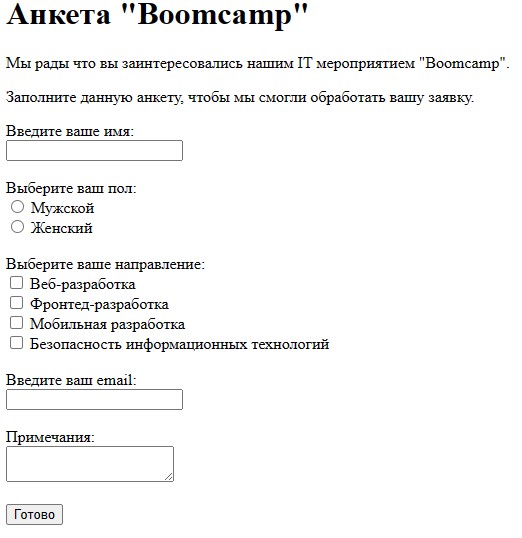 Анкета "Boomcamp"
Мы рады что вы заинтересовались нашим IT мероприятием "Boomcamp".
Заполните данную анкету, чтобы мы смогли обработать вашу заявку.
Введите ваше имя:
Выберите ваш пол:
Мужской
Женский
Выберите ваше направление:
Веб-разработка
Фронтед-разработка
Мобильная разработка
Безопасность информационных технологий
Введите ваш email:
Примечания:
Готово